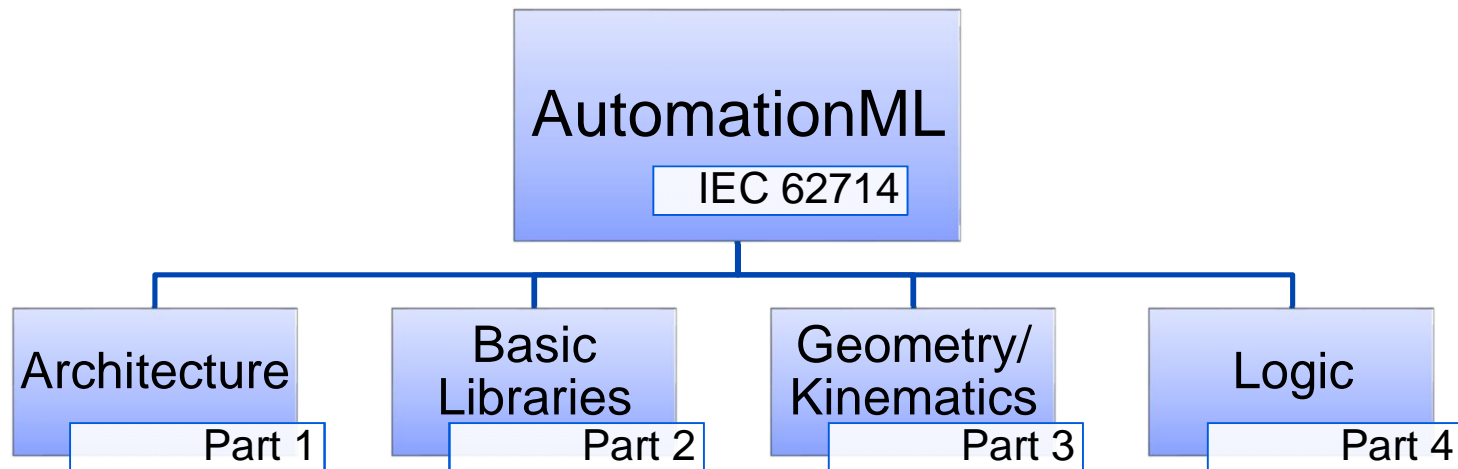 AutomationML
IEC 62714
Architecture
Part 1
Basic
Libraries
Part 2
Geometry/
Kinematics
Part 3
Logic
Part 4